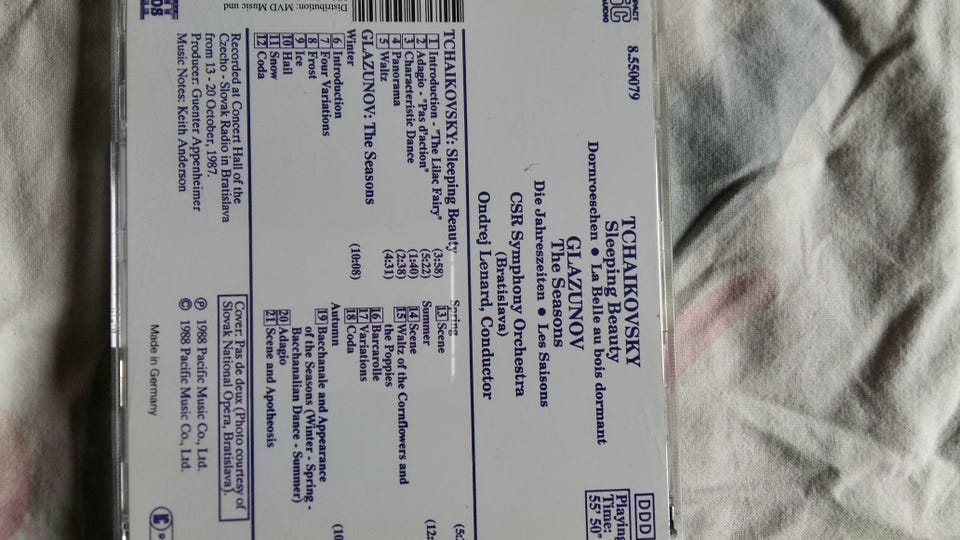 8.550079
DDD
Playing
Time:
55' 50"
TCHAIKOVSKY
Sleeping Beauty
Dornroeschen • La Belle au bois dormant
GLAZUNOV
The Seasons
Die Jahreszeiten • Les Saisons
CSR Symphony Orchestra
(Bratislava)
Ondrej Lenard, Conductor
TCHAIKOVSKY: Sleeping Beauty
1 Introduction - "The Lilac Fairy" (3:58)
2 Adagio - "Pas d'action" (5:22)
3 Characteristic Dance (1:40)
4 Panorama (2:38)
5 Waltz (4:31)
GLAZUNOV: The Seasons
Winter (10:08)
6 Introduction
7 Four Variations
8 Frost
9 Ice
10 Hail
11 Snow
12 Coda
Spring
13 Scene
Summer
14 Scene
15 Waltz of the Cornflowers and
the Poppies
16 Barcarolle
17 Variations
18 Coda
Autumn
19 Bacchanale and Appearance
of the Seasons (Winter - Spring -
Bacchanalian Dance - Summer)
20 Adagio
21 Scene and Apotheosis
Recorded at Concert Hall of the
Czecho - Slovak Radio in Bratislava
from 13 - 20 October, 1987.
Producer: Guenter Appenheimer
Music Notes: Keith Anderson
Cover: Pas de deux (Photo courtesy of
Slovak National Opera, Bratislava).
℗ 1988 Pacific Music Co., Ltd.
© 1988 Pacific Music Co., Ltd.
Made in Germany
Distribution: MVD Music und